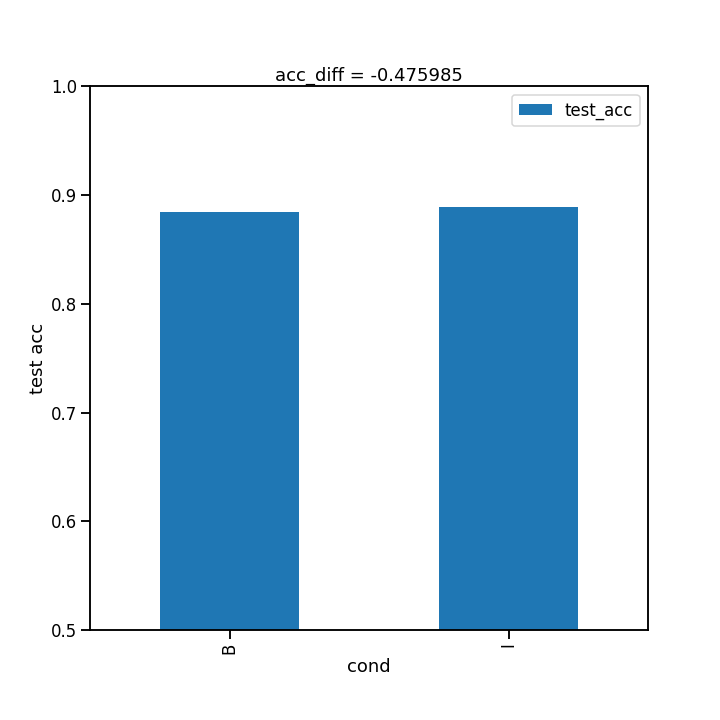 acc_diff = -0.475985
1.0
test_acc
0.9
0.8
test acc
0.7
0.6
0.5
B
I
cond